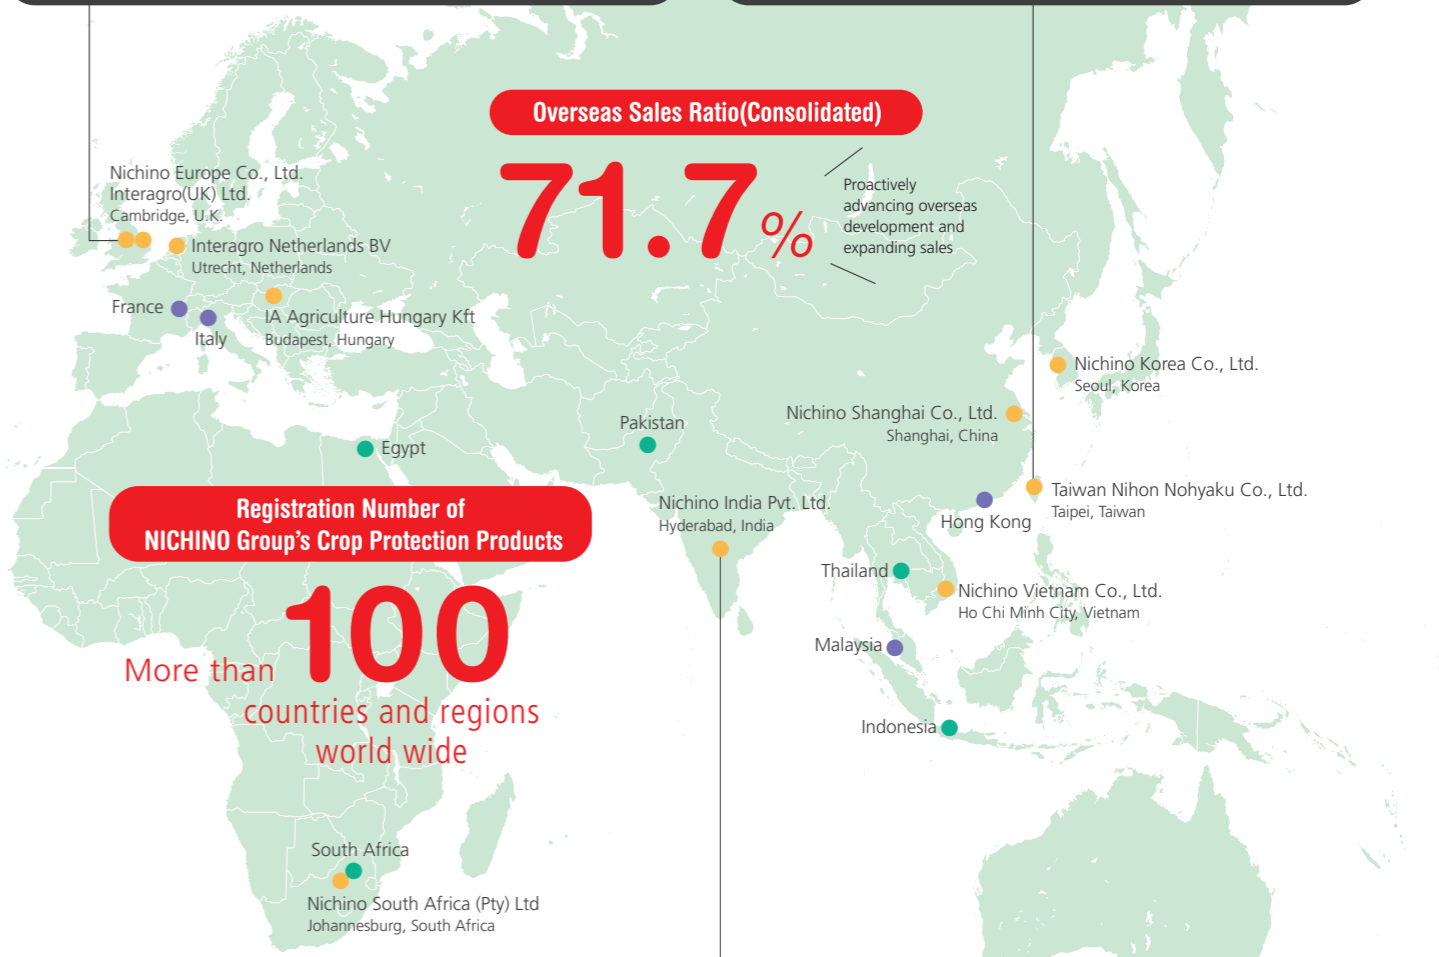 Overseas Sales Ratio(Consolidated)
71.7%
Proactively
advancing overseas
development and
expanding sales
Nichino Europe Co., Ltd.
Interagro(UK) Ltd.
Cambridge, U.K.
Interagro Netherlands BV
Utrecht, Netherlands
France
Italy
IA Agriculture Hungary Kft
Budapest, Hungary
Nichino Korea Co., Ltd.
Seoul, Korea
Nichino Shanghai Co., Ltd.
Shanghai, China
Pakistan
Egypt
Taiwan Nihon Nohyaku Co., Ltd.
Taipei, Taiwan
Hong Kong
Nichino India Pvt. Ltd.
Hyderabad, India
Registration Number of
NICHINO Group's Crop Protection Products
More than 100
countries and regions
world wide
Thailand
Nichino Vietnam Co., Ltd.
Ho Chi Minh City, Vietnam
Malaysia
Indonesia
South Africa
Nichino South Africa (Pty) Ltd
Johannesburg, South Africa